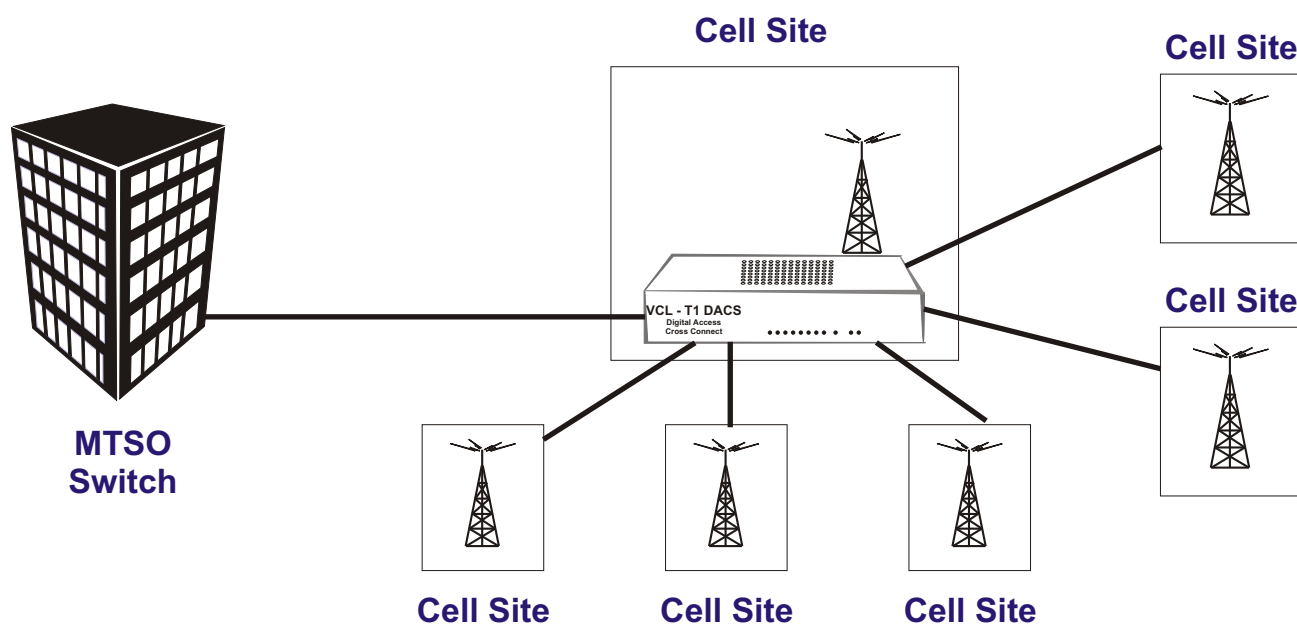 Cell Site
Cell Site
VCL - T1 DACS
Digital Access
Cross Connect
Cell Site
MTSO
Switch
Cell Site
Cell Site
Cell Site